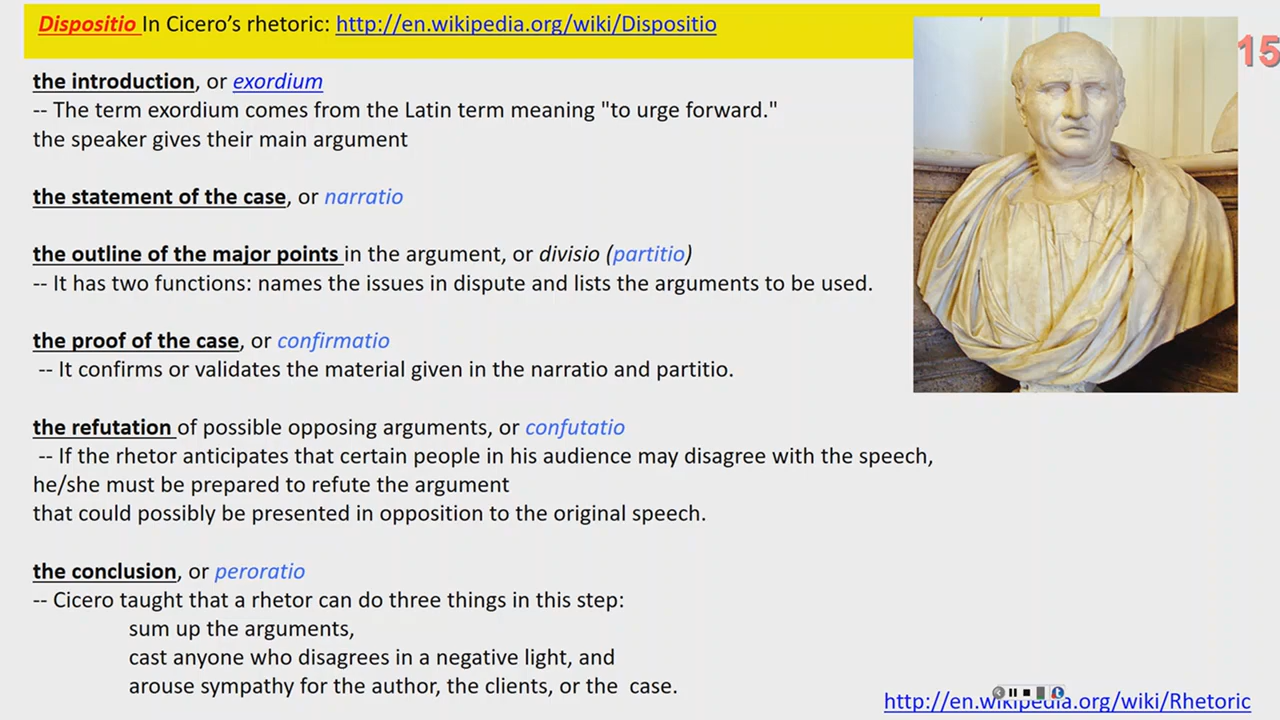 Dispositio In Cicero's rhetoric: http://en.wikipedia.org/wiki/Dispositio
15
the introduction, or exordium
-- The term exordium comes from the Latin term meaning "to urge forward."
the speaker gives their main argument
the statement of the case, or narratio
the outline of the major points in the argument, or divisio (partitio)
-- It has two functions: names the issues in dispute and lists the arguments to be used.
the proof of the case, or confirmatio
-- It confirms or validates the material given in the narratio and partitio.
the refutation of possible opposing arguments, or confutatio
-- If the rhetor anticipates that certain people in his audience may disagree with the speech,
he/she must be prepared to refute the argument
that could possibly be presented in opposition to the original speech.
the conclusion, or peroratio
-- Cicero taught that a rhetor can do three things in this step:
sum up the arguments,
cast anyone who disagrees in a negative light, and
arouse sympathy for the author, the clients, or the case.
http://en.wikipedia.org/wiki/Rhetoric